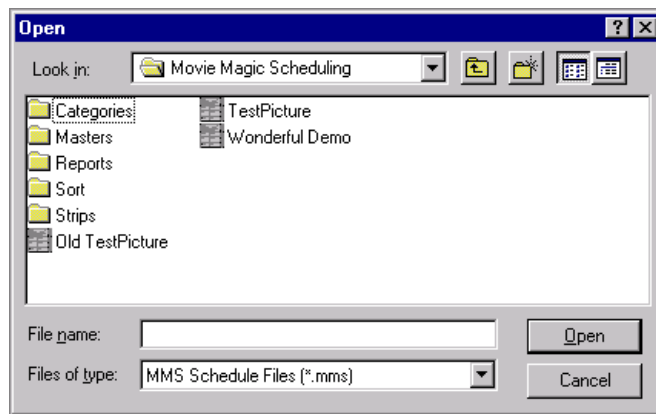 Open
Look in: Movie Magic Scheduling
Categories
Masters
Reports
Sort
Strips
Old TestPicture
TestPicture
Wonderful Demo
File name:
Open
Files of type: MMS Schedule Files (*.mms)
Cancel